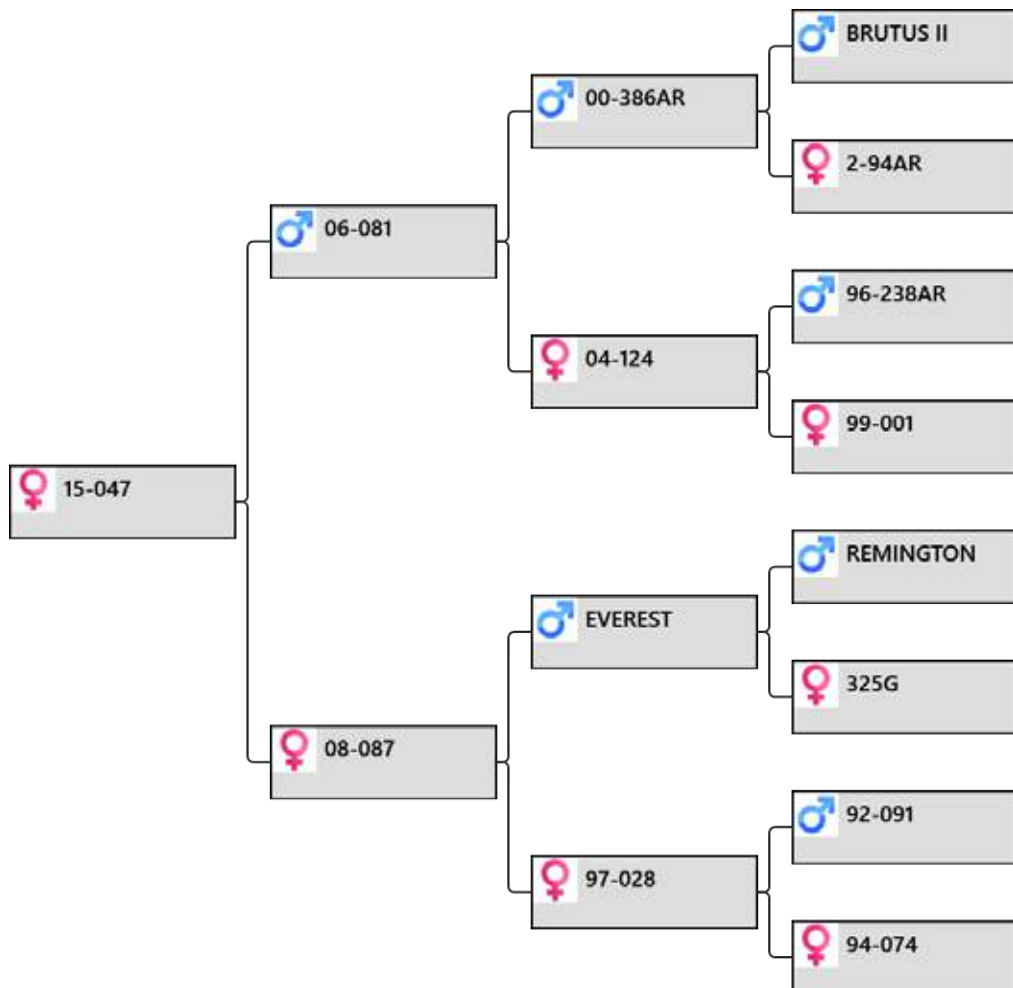 BRUTUS II
00-386AR
2-94AR
06-081
96-238AR
04-124
99-001
15-047
REMINGTON
EVEREST
325G
08-087
92-091
97-028
94-074